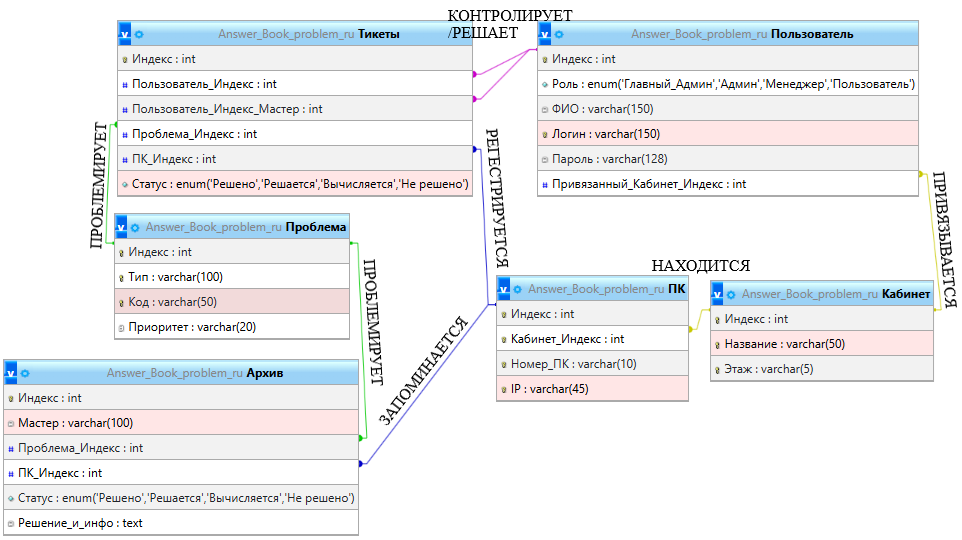 КОНТРОЛИРУЕТ
/РЕШАЕТ
Answer_Book_problem_ru Тикеты
Индекс : int
Пользователь_Индекс : int
Пользователь_Индекс_Мастер : int
Проблема_Индекс : int
ПК_Индекс : int
Статус : enum('Решено','Решается','Вычисляется','Не решено')
Answer_Book_problem_ru Пользователь
Индекс : int
Роль : enum('Главный_Админ','Админ','Менеджер','Пользователь')
ФИО : varchar(150)
Логин : varchar(150)
Пароль : varchar(128)
Привязанный_Кабинет_Индекс : int
ПРОБЛЕМИРУЕТ
РЕГЕСТРИРУЕТСЯ
ПРИВЯЗЫВАЕТСЯ
Answer_Book_problem_ru Проблема
Индекс : int
Тип : varchar(100)
Код : varchar(50)
Приоритет : varchar(20)
ПРОБЛЕМИРУЕТ
НАХОДИТСЯ
Answer_Book_problem_ru ПК
Индекс : int
Кабинет_Индекс : int
Номер_ПК : varchar(10)
IP : varchar(45)
Answer_Book_problem_ru Кабинет
Индекс : int
Название : varchar(50)
Этаж : varchar(5)
ЗАПОМИНАЕТСЯ
Answer_Book_problem_ru Архив
Индекс : int
Мастер : varchar(100)
Проблема_Индекс : int
ПК_Индекс : int
Статус : enum('Решено','Решается','Вычисляется','Не решено')
Решение_и_инфо : text